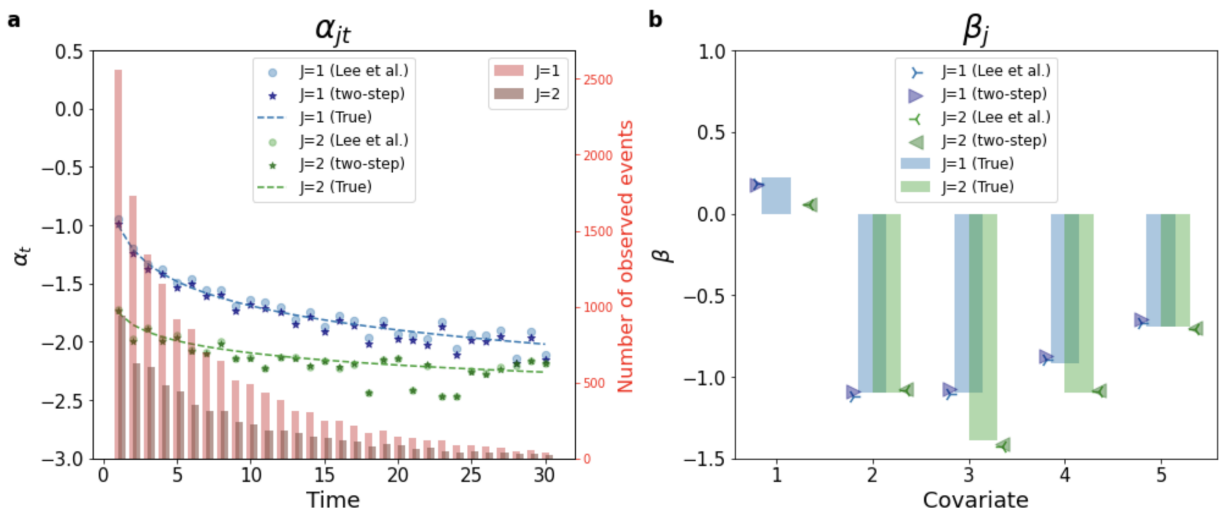 a
α_{jt}
0.5
0.0
−0.5
−1.0
−1.5
−2.0
−2.5
−3.0
α_t
J=1 (Lee et al.)
J=1 (two-step)
J=1 (True)
J=2 (Lee et al.)
J=2 (two-step)
J=2 (True)
J=1
J=2
2500
2000
1500
1000
500
0
Number of observed events
0 5 10 15 20 25 30
Time
b
β_j
1.0
0.5
0.0
−0.5
−1.0
−1.5
β
J=1 (Lee et al.)
J=1 (two-step)
J=2 (Lee et al.)
J=2 (two-step)
J=1 (True)
J=2 (True)
1 2 3 4 5
Covariate